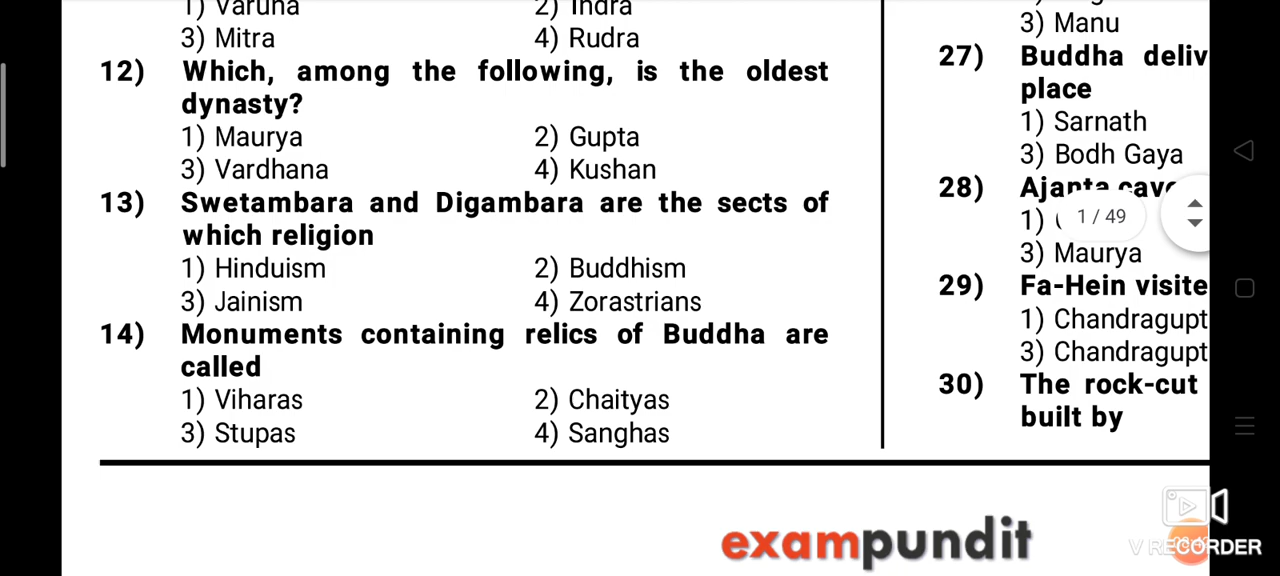 1) Varuna 2) Indra
3) Mitra 4) Rudra
12) Which, among the following, is the oldest
dynasty?
1) Maurya 2) Gupta
3) Vardhana 4) Kushan
13) Swetambara and Digambara are the sects of
which religion
1) Hinduism 2) Buddhism
3) Jainism 4) Zorastrians
14) Monuments containing relics of Buddha are
called
1) Viharas 2) Chaityas
3) Stupas 4) Sanghas
3) Manu
27) Buddha deliv
place
1) Sarnath
3) Bodh Gaya
28) Ajanta cave
1)
1 / 49
3) Maurya
29) Fa-Hein visite
1) Chandragupt
3) Chandragupt
30) The rock-cut
built by
exampundit
V RECORDER